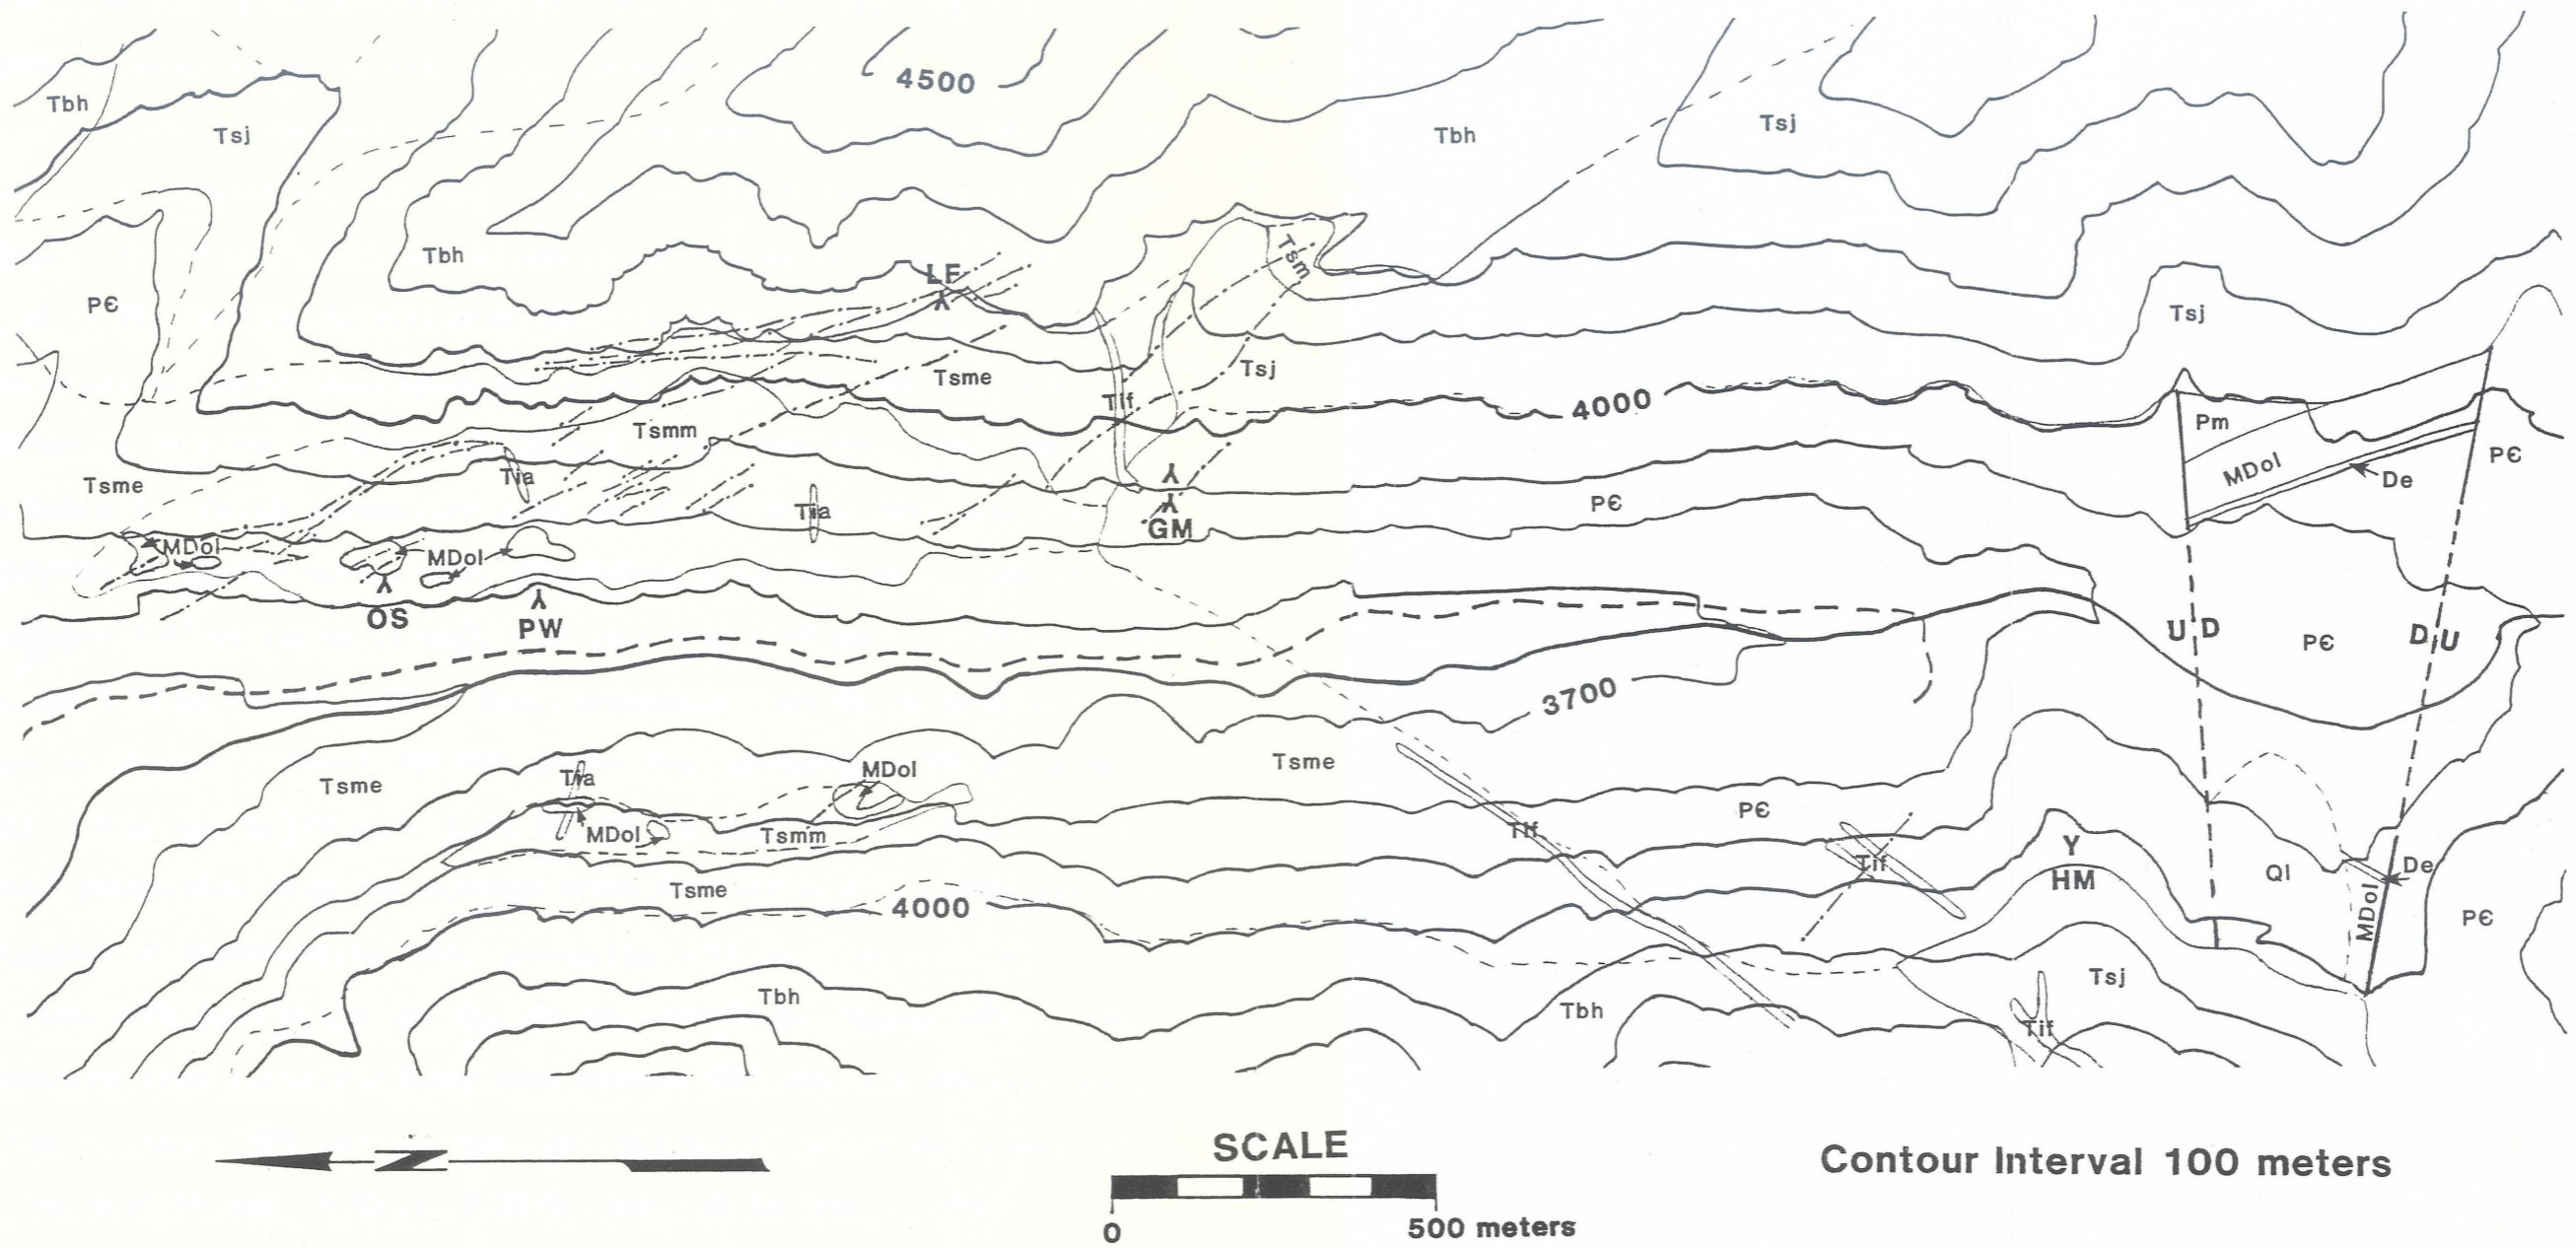 4500
Tbh
Tsj
Tbh
Tsj
Tbh
Tsm
LF
PЄ
Tsj
Tsj
Tsme
Tif
4000
Pm
Tsmm
MDol
De
PЄ
Tsme
Tia
Tia
PЄ
GM
MDol
MDol
OS
PW
U D
PЄ
D U
3700
Tsme
Tsme
Tia
MDol
PЄ
MDol
Tsmm
Tif
Tif
Y
HM
Ql
De
MDol
Tsme
4000
PЄ
Tbh
Tbh
Tsj
Tif
N
SCALE
0
500 meters
Contour Interval 100 meters